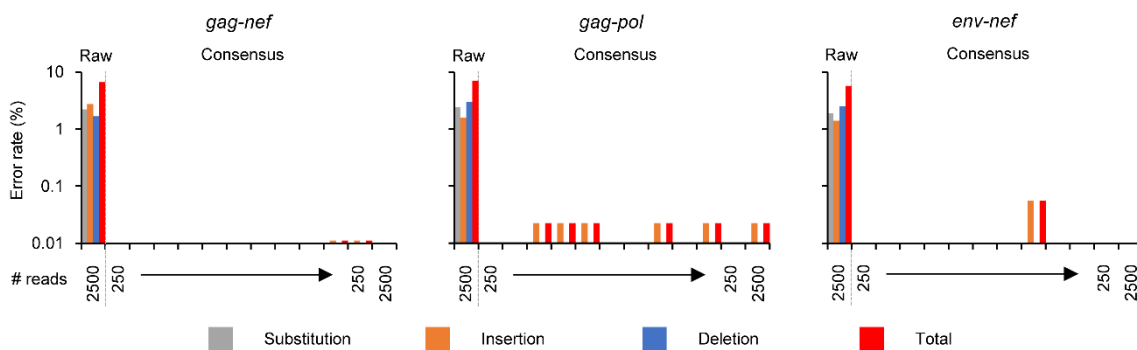 gag-nef gag-pol env-nef
Raw Consensus Raw Consensus Raw Consensus
Error rate (%)
10
1
0.1
0.01
# reads 2500 250 250 2500 2500 250 250 2500 2500 250 250 2500
Substitution Insertion Deletion Total